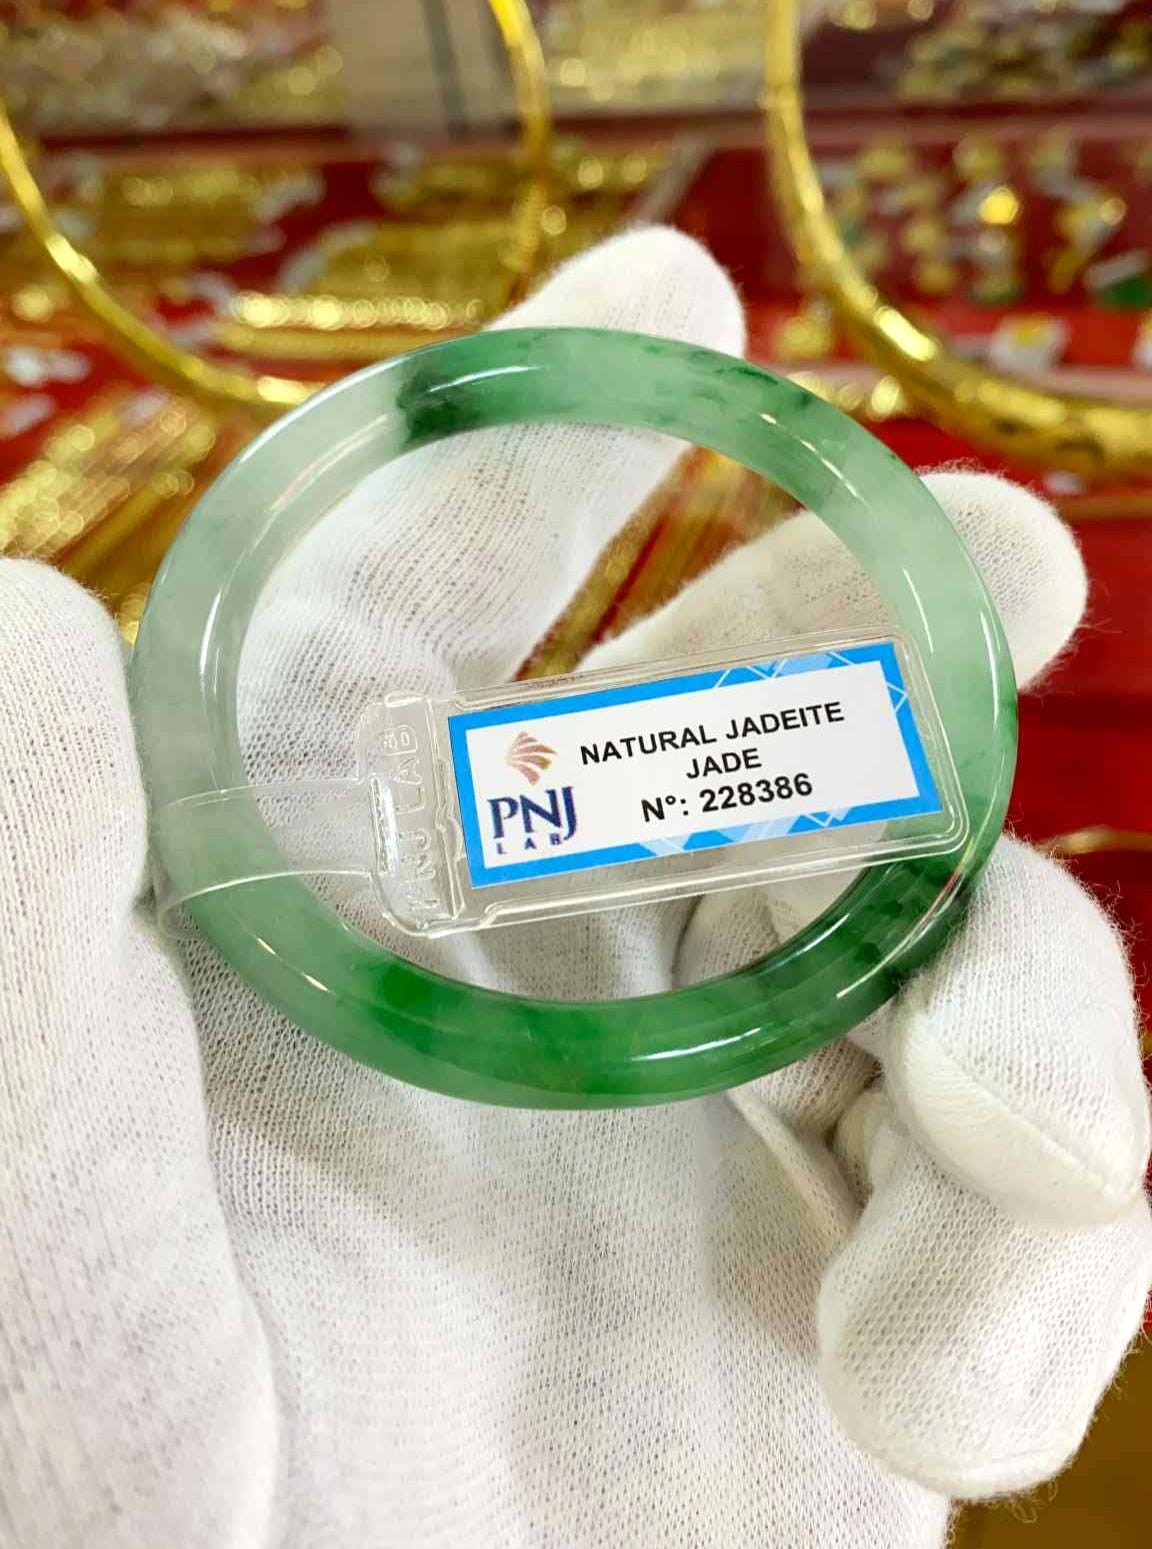 PNJ LAB
NATURAL JADEITE
JADE
N°: 228386
PNJ
LAB